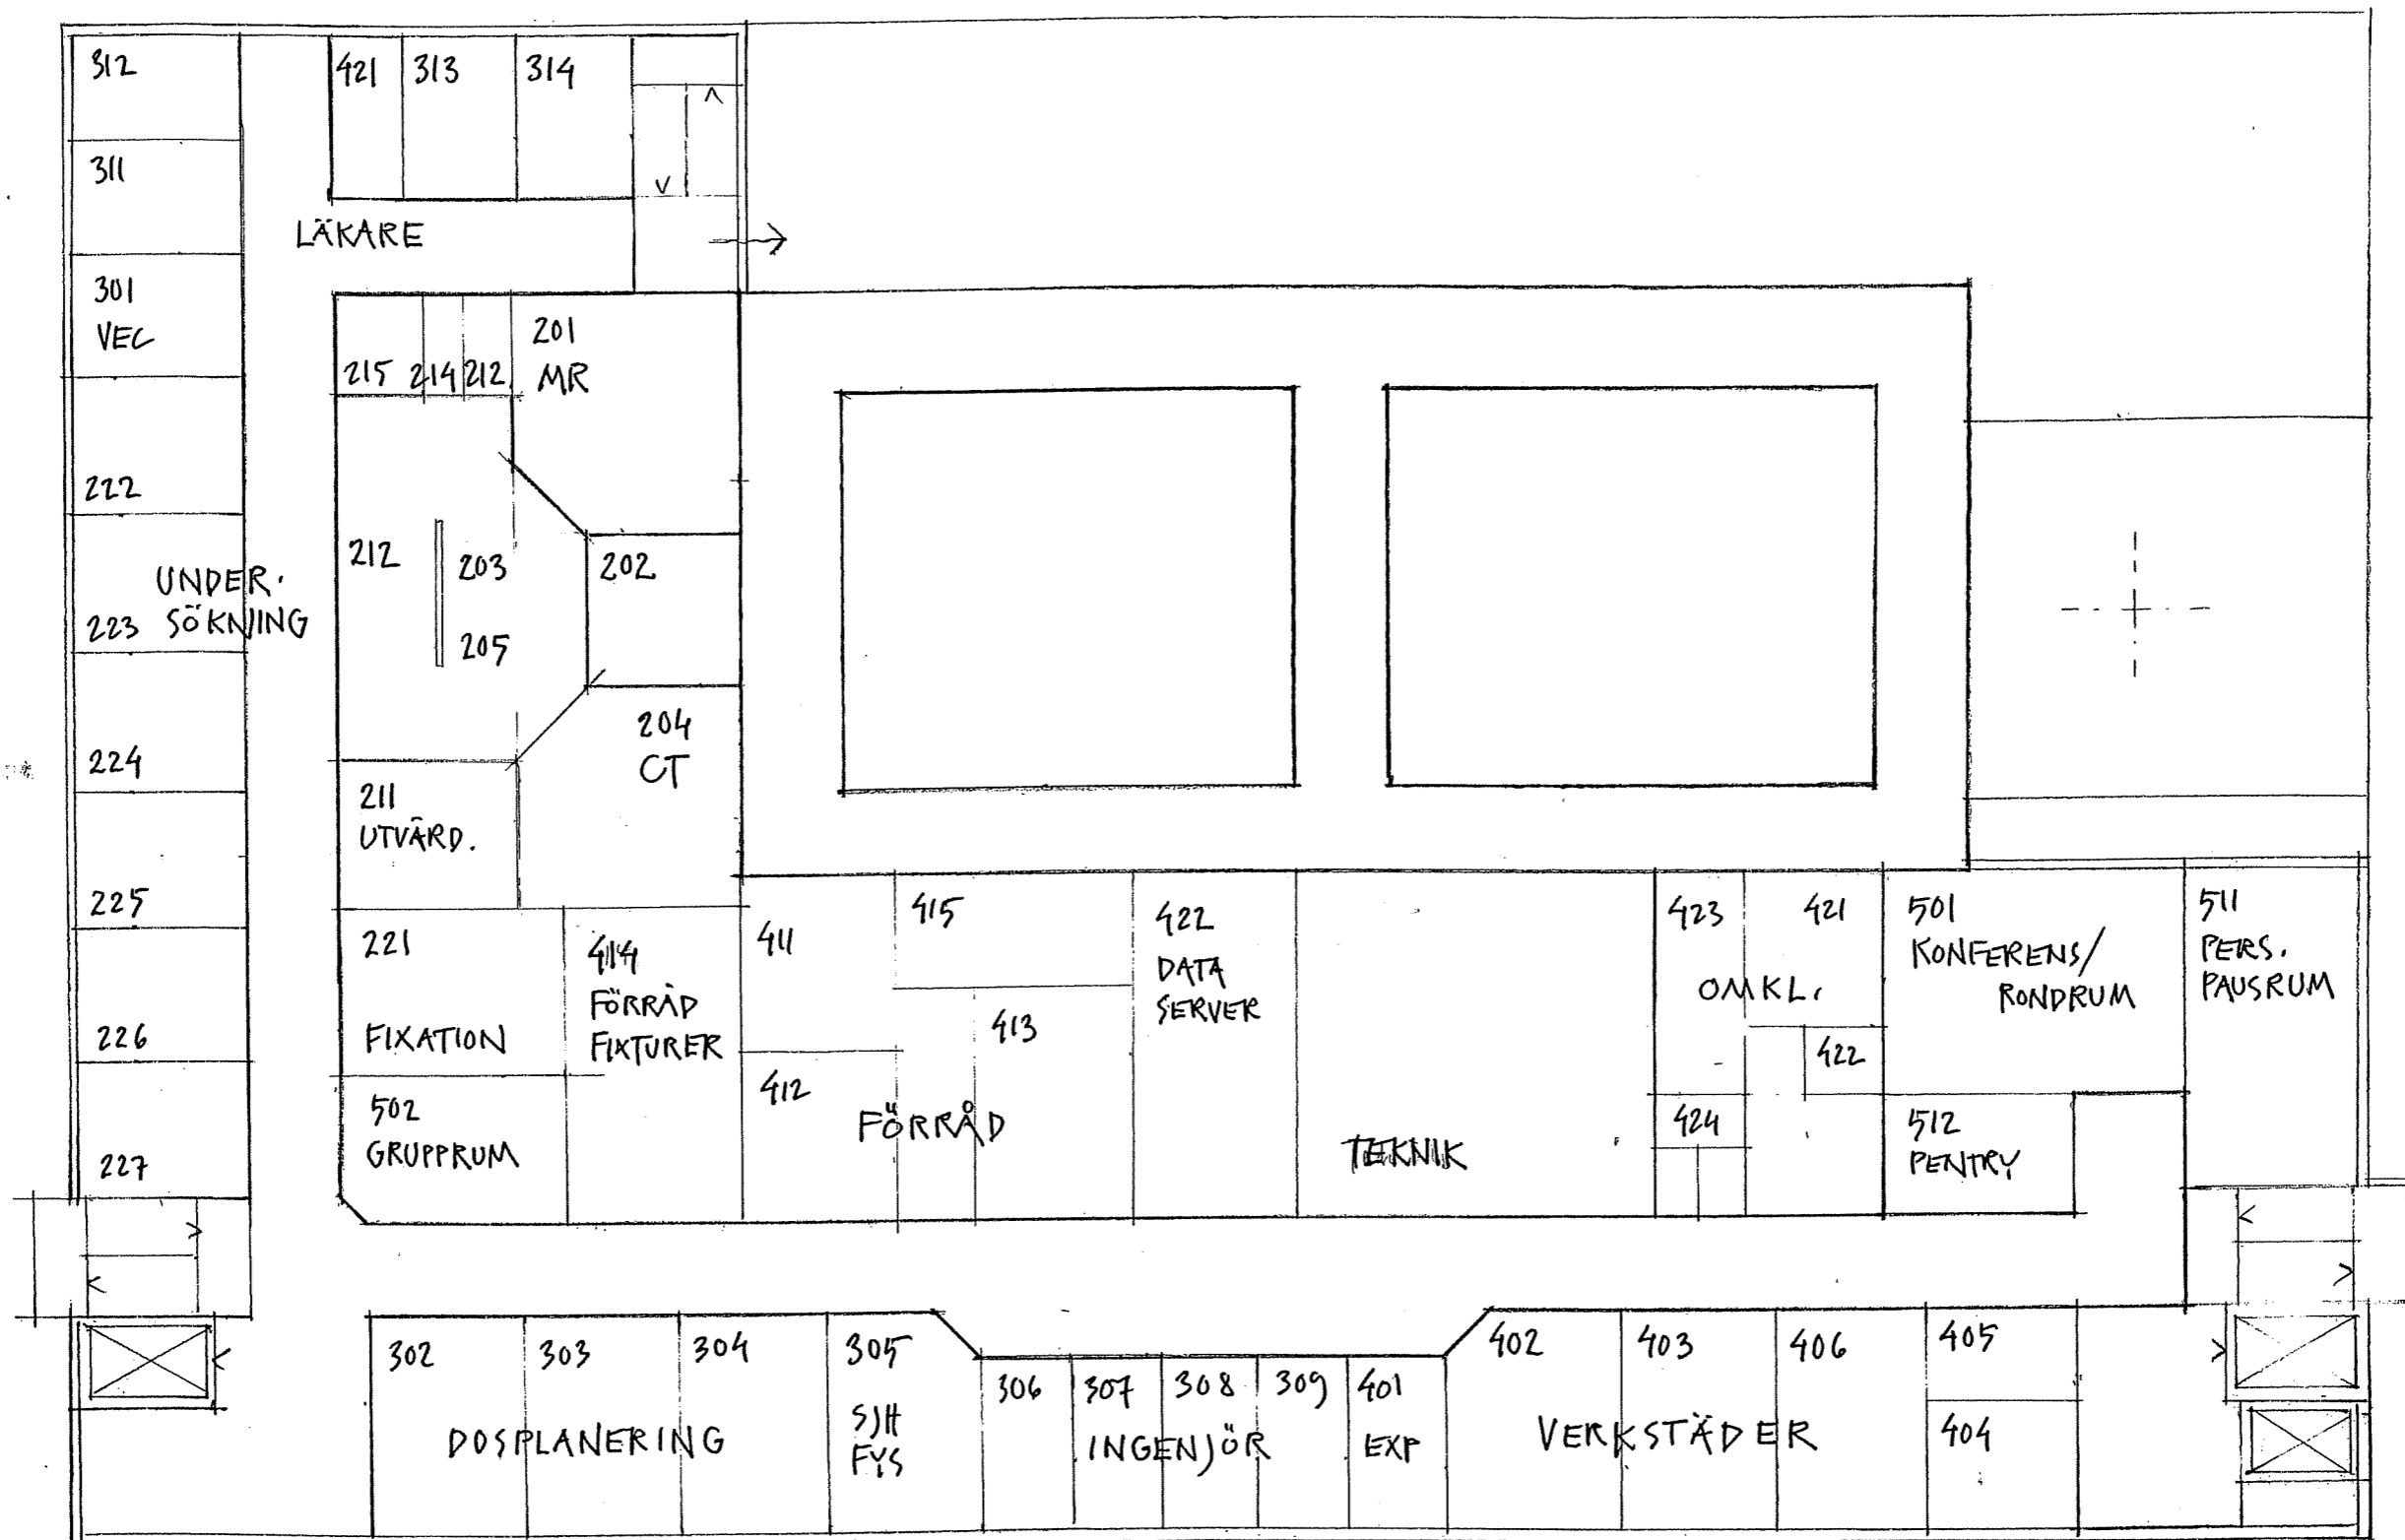 312
421
313
314
311
LÄKARE
301
VEC
215
214
212
201
MR
222
212
203
202
UNDER.
SÖKNING
223
205
204
CT
224
211
UTVÄRD.
225
221
FIXATION
414
FÖRRÅD
FIXTURER
411
415
422
DATA
SERVER
423
421
OMKL.
501
KONFERENS/
RONDRUM
511
PERS.
PAUSRUM
226
413
422
412
FÖRRÅD
502
GRUPPRUM
TEKNIK
424
512
PENTRY
227
302
303
304
305
SJH
FYS
DOSPLANERING
306
307
308
309
INGENJÖR
401
EXP
402
403
406
405
VERKSTÄDER
404